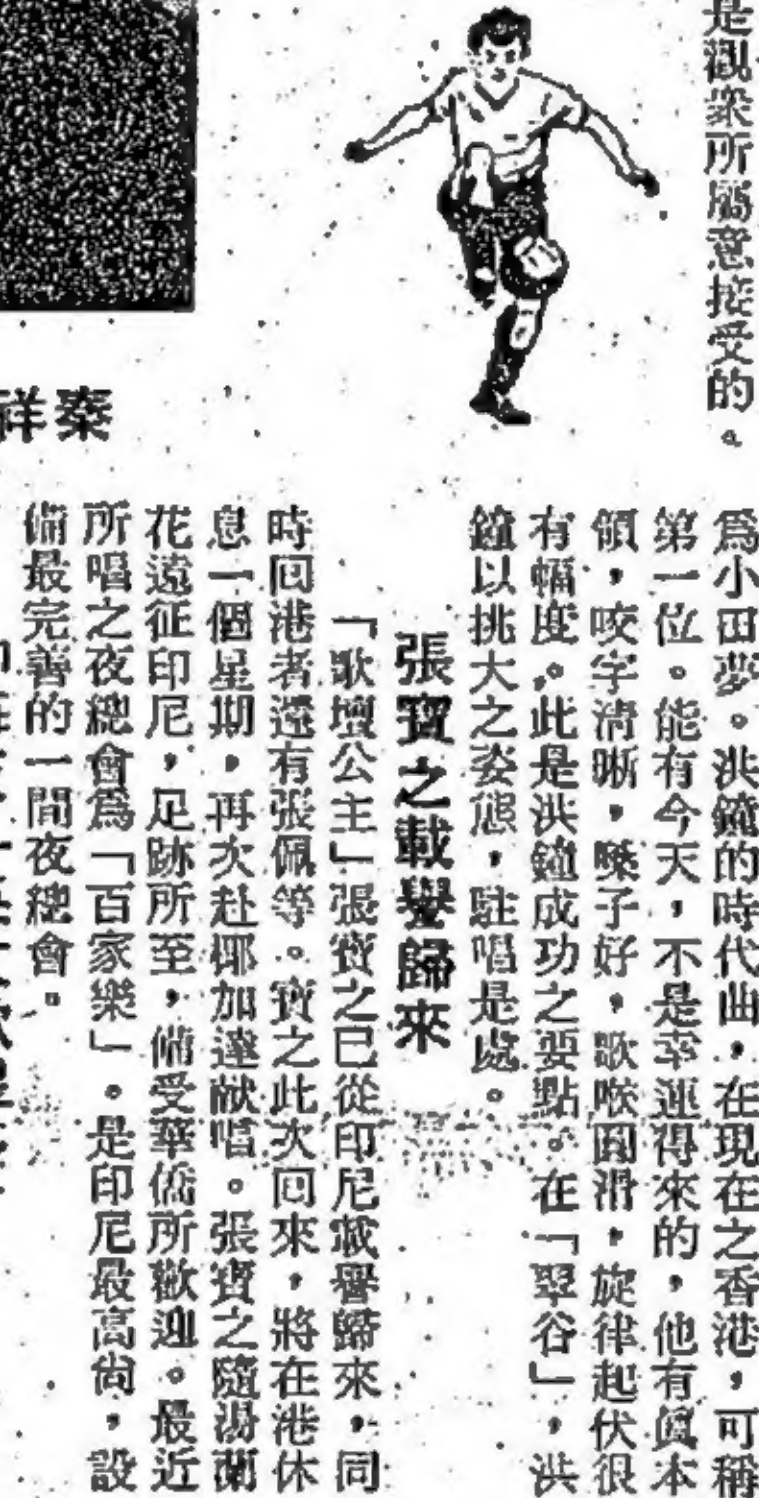 是觀衆所屬意接受的。
爲小田夢。洪鐘的時代曲，在現在之香港，可稱
第一位。能有今天，不是幸運得來的，他有眞本
領，咬字清晰，嗓子好，歌喉圓滑，旋律起伏很
有幅度。此是洪鐘成功之要點。在「翠谷」，洪
鐘以挑大之姿態，駐唱是處。
張寶之載譽歸來
「歌壇公主」張寶之已從印尼載譽歸來，同
時回港者還有張佩等。寶之此次回來，將在港休
息一個星期，再次赴椰加達献唱。張寶之隨湯蘭
花遠征印尼，足跡所至，備受華僑所歡迎。最近
所唱之夜總會爲「百家樂」。是印尼最高尚，設
備最完善的一間夜總會。
秦祥